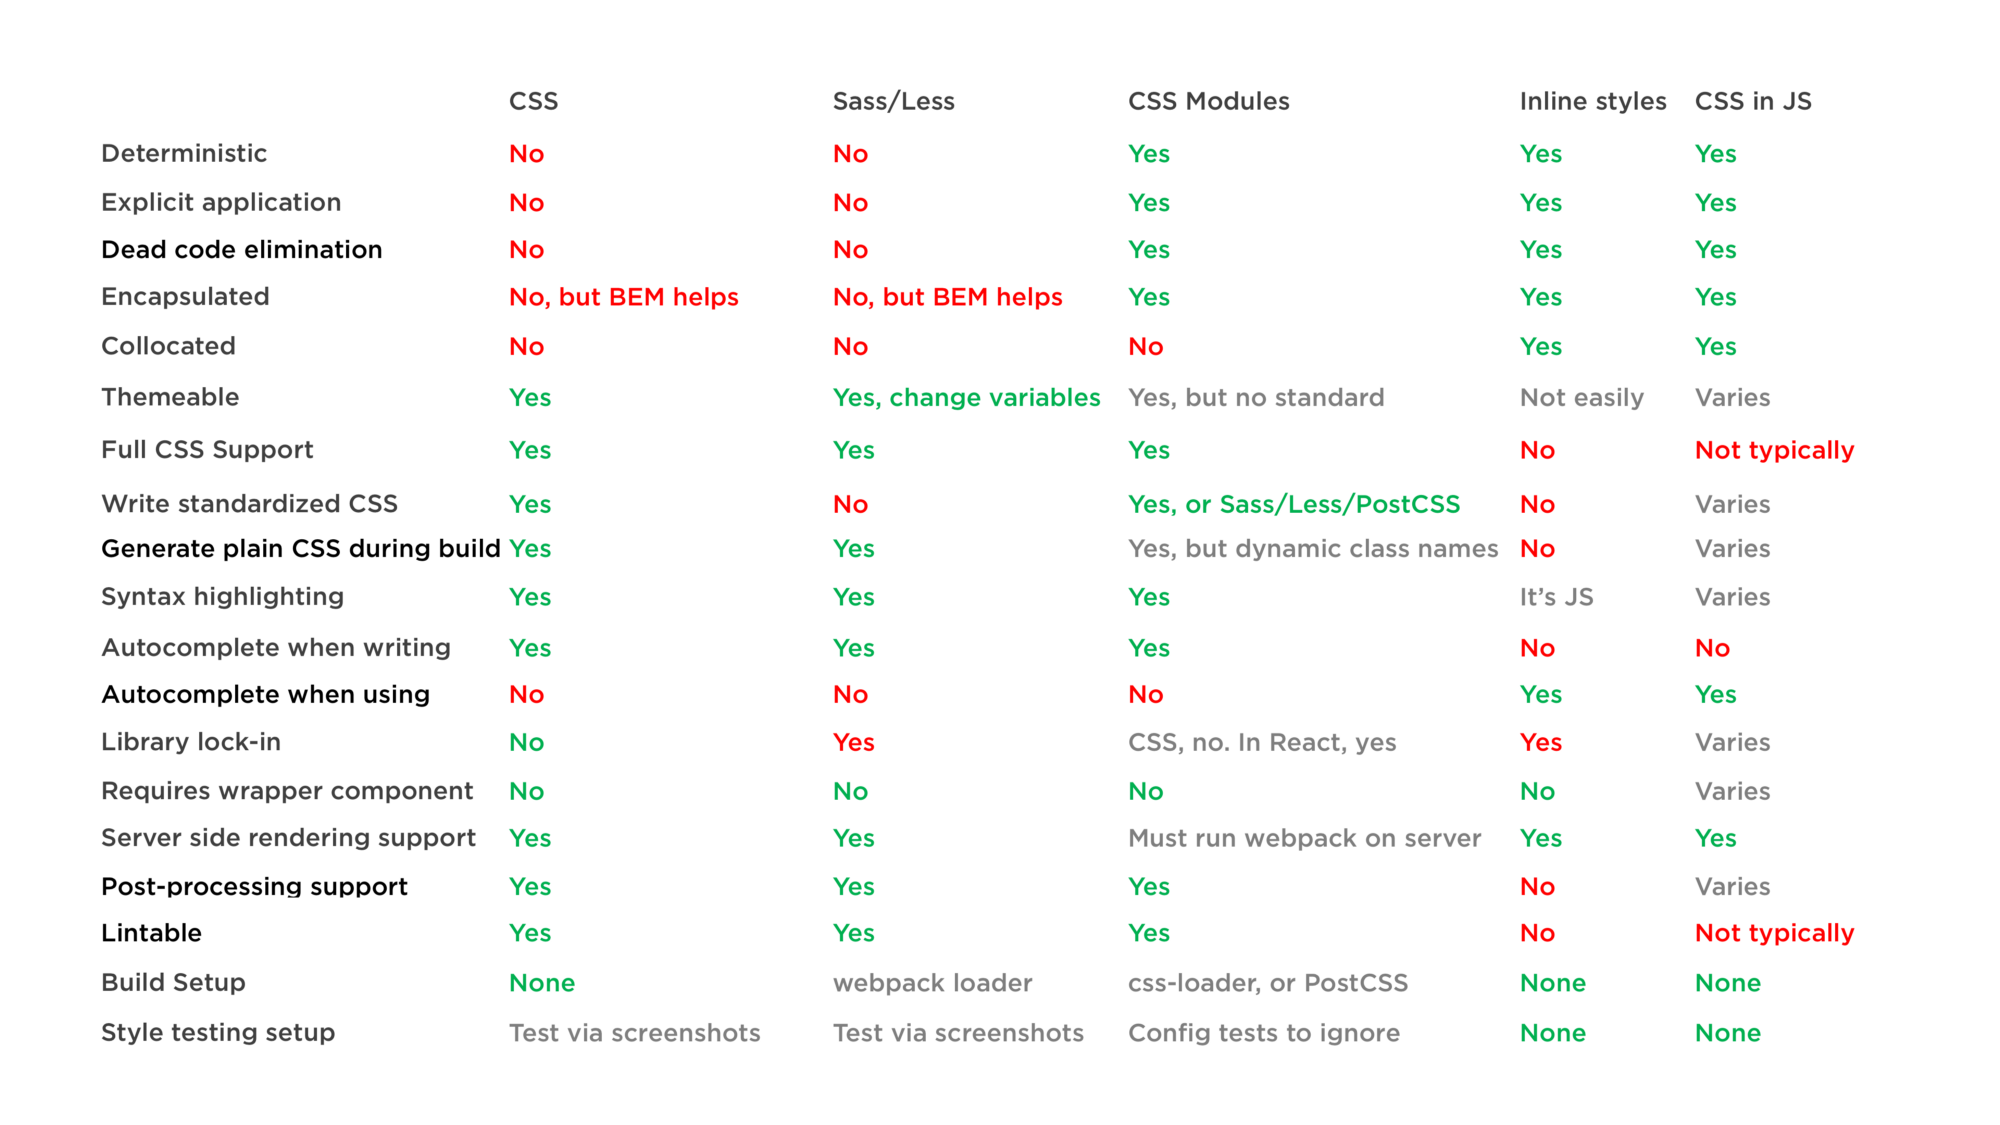 CSS Sass/Less CSS Modules Inline styles CSS in JS
Deterministic No No Yes Yes Yes
Explicit application No No Yes Yes Yes
Dead code elimination No No Yes Yes Yes
Encapsulated No, but BEM helps No, but BEM helps Yes Yes Yes
Collocated No No No Yes Yes
Themeable Yes Yes, change variables Yes, but no standard Not easily Varies
Full CSS Support Yes Yes Yes No Not typically
Write standardized CSS Yes No Yes, or Sass/Less/PostCSS No Varies
Generate plain CSS during build Yes Yes Yes, but dynamic class names No Varies
Syntax highlighting Yes Yes Yes It’s JS Varies
Autocomplete when writing Yes Yes Yes No No
Autocomplete when using No No No Yes Yes
Library lock-in No Yes CSS, no. In React, yes Yes Varies
Requires wrapper component No No No No Varies
Server side rendering support Yes Yes Must run webpack on server Yes Yes
Post-processing support Yes Yes Yes No Varies
Lintable Yes Yes Yes No Not typically
Build Setup None webpack loader css-loader, or PostCSS None None
Style testing setup Test via screenshots Test via screenshots Config tests to ignore None None